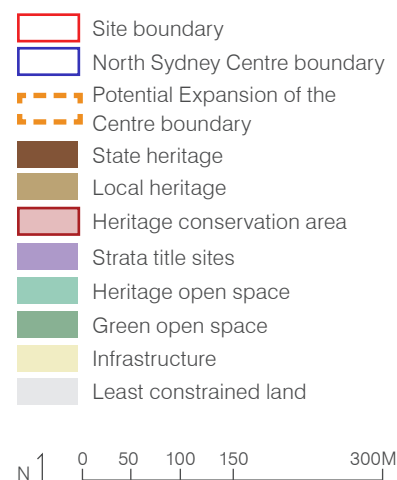 Site boundary
North Sydney Centre boundary
Potential Expansion of the
Centre boundary
State heritage
Local heritage
Heritage conservation area
Strata title sites
Heritage open space
Green open space
Infrastructure
Least constrained land
N 0 50 100 150 300M